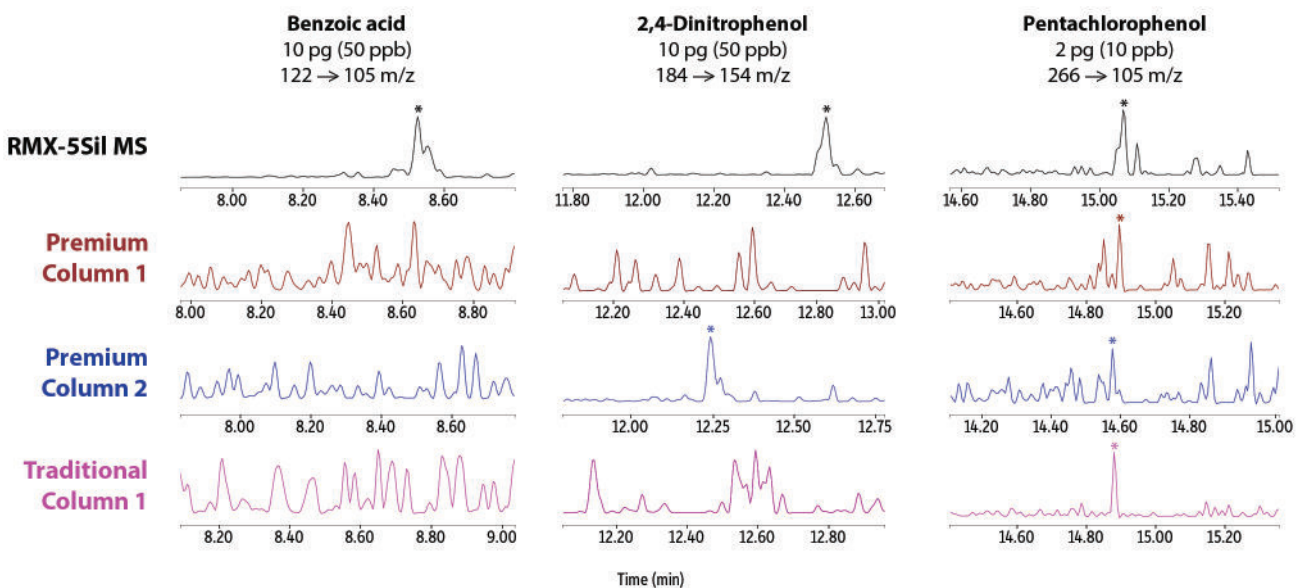 Benzoic acid
10 pg (50 ppb)
122 → 105 m/z
2,4-Dinitrophenol
10 pg (50 ppb)
184 → 154 m/z
Pentachlorophenol
2 pg (10 ppb)
266 → 105 m/z
RMX-5Sil MS
*
*
*
8.00 8.20 8.40 8.60
11.80 12.00 12.20 12.40 12.60
14.60 14.80 15.00 15.20 15.40
Premium
Column 1
*
8.00 8.20 8.40 8.60 8.80
12.20 12.40 12.60 12.80 13.00
14.60 14.80 15.00 15.20
Premium
Column 2
*
*
8.00 8.20 8.40 8.60
12.00 12.25 12.50 12.75
14.20 14.40 14.60 14.80 15.00
Traditional
Column 1
*
8.20 8.40 8.60 8.80 9.00
12.20 12.40 12.60 12.80
14.60 14.80 15.00 15.20
Time (min)